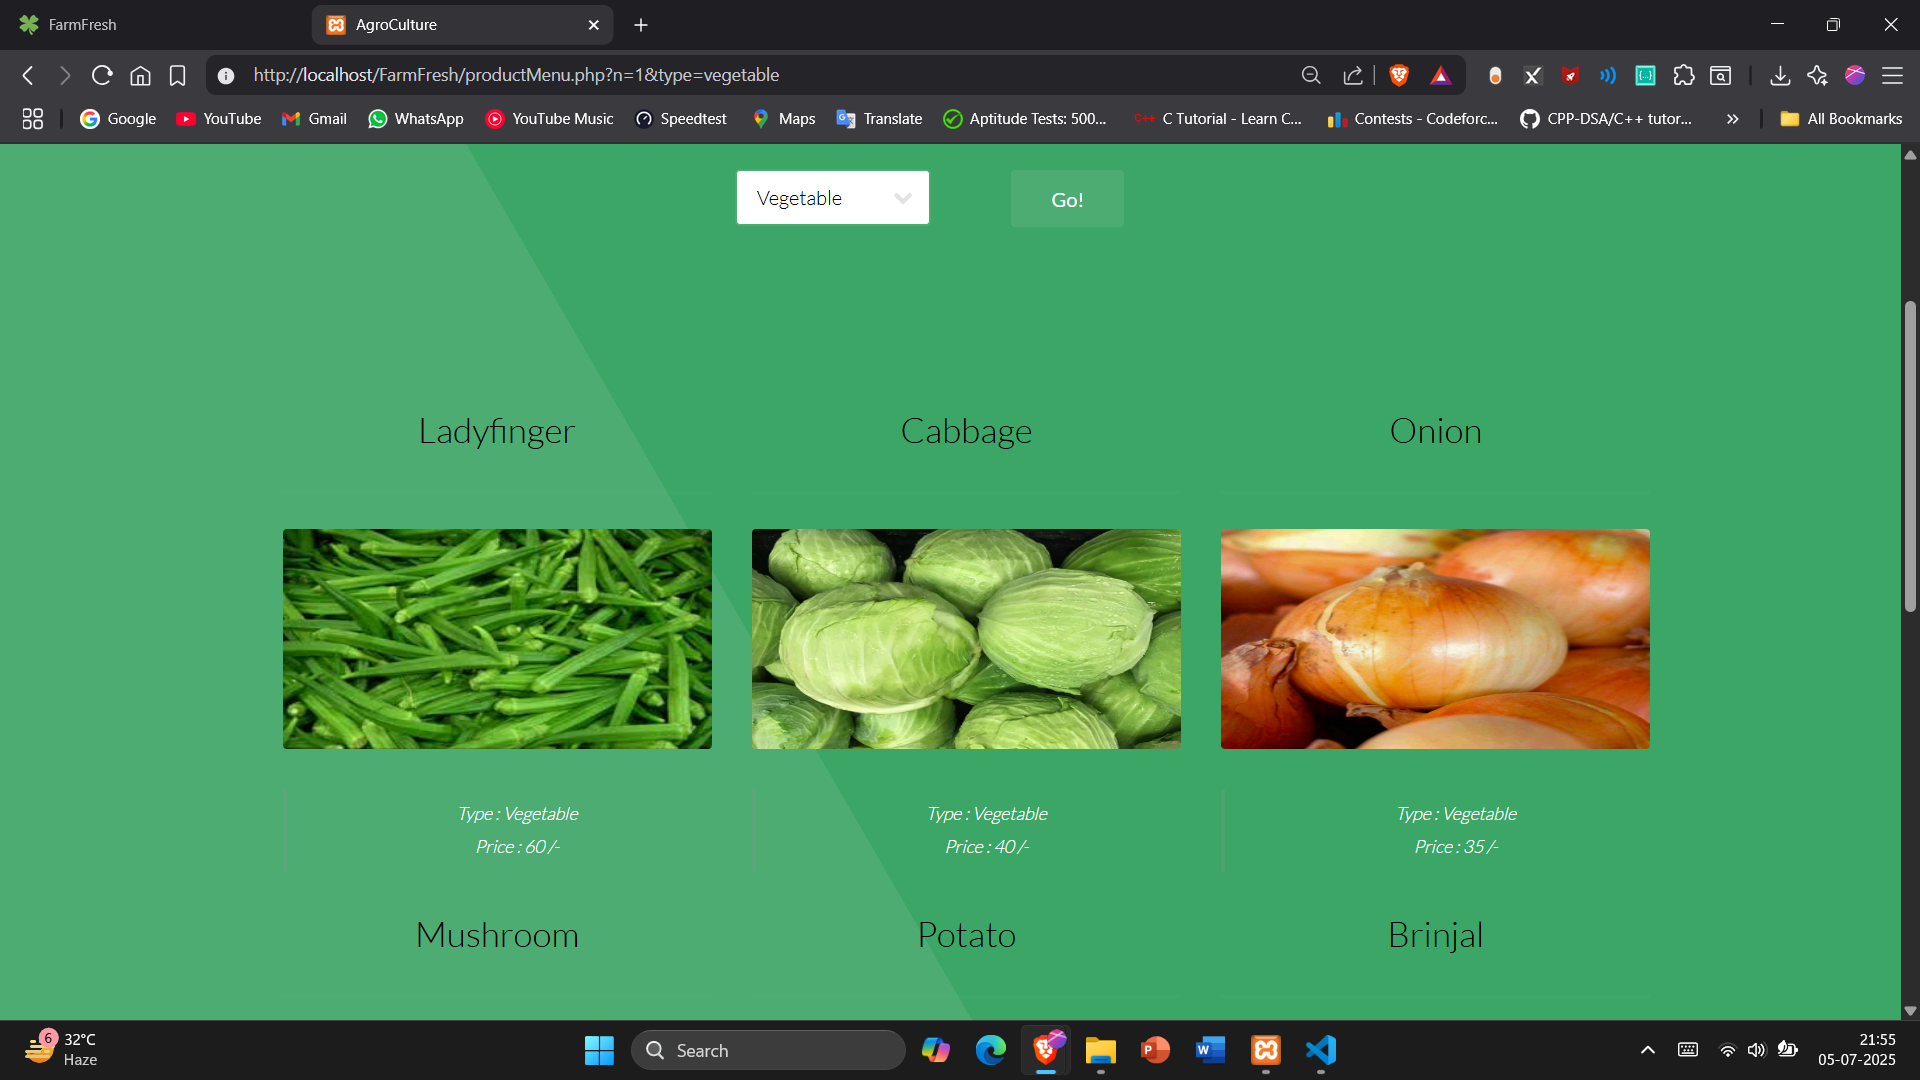 FarmFresh
AgroCulture
http://localhost/FarmFresh/productMenu.php?n=1&type=vegetable
Google
YouTube
Gmail
WhatsApp
YouTube Music
Speedtest
Maps
Translate
Aptitude Tests: 500...
C Tutorial - Learn C...
Contests - Codeforc...
CPP-DSA/C++ tutor...
All Bookmarks
Vegetable
Go!
Ladyfinger
Cabbage
Onion
Type : Vegetable
Price : 60 /-
Type : Vegetable
Price : 40 /-
Type : Vegetable
Price : 35 /-
Mushroom
Potato
Brinjal
6
32°C
Haze
Search
21:55
05-07-2025